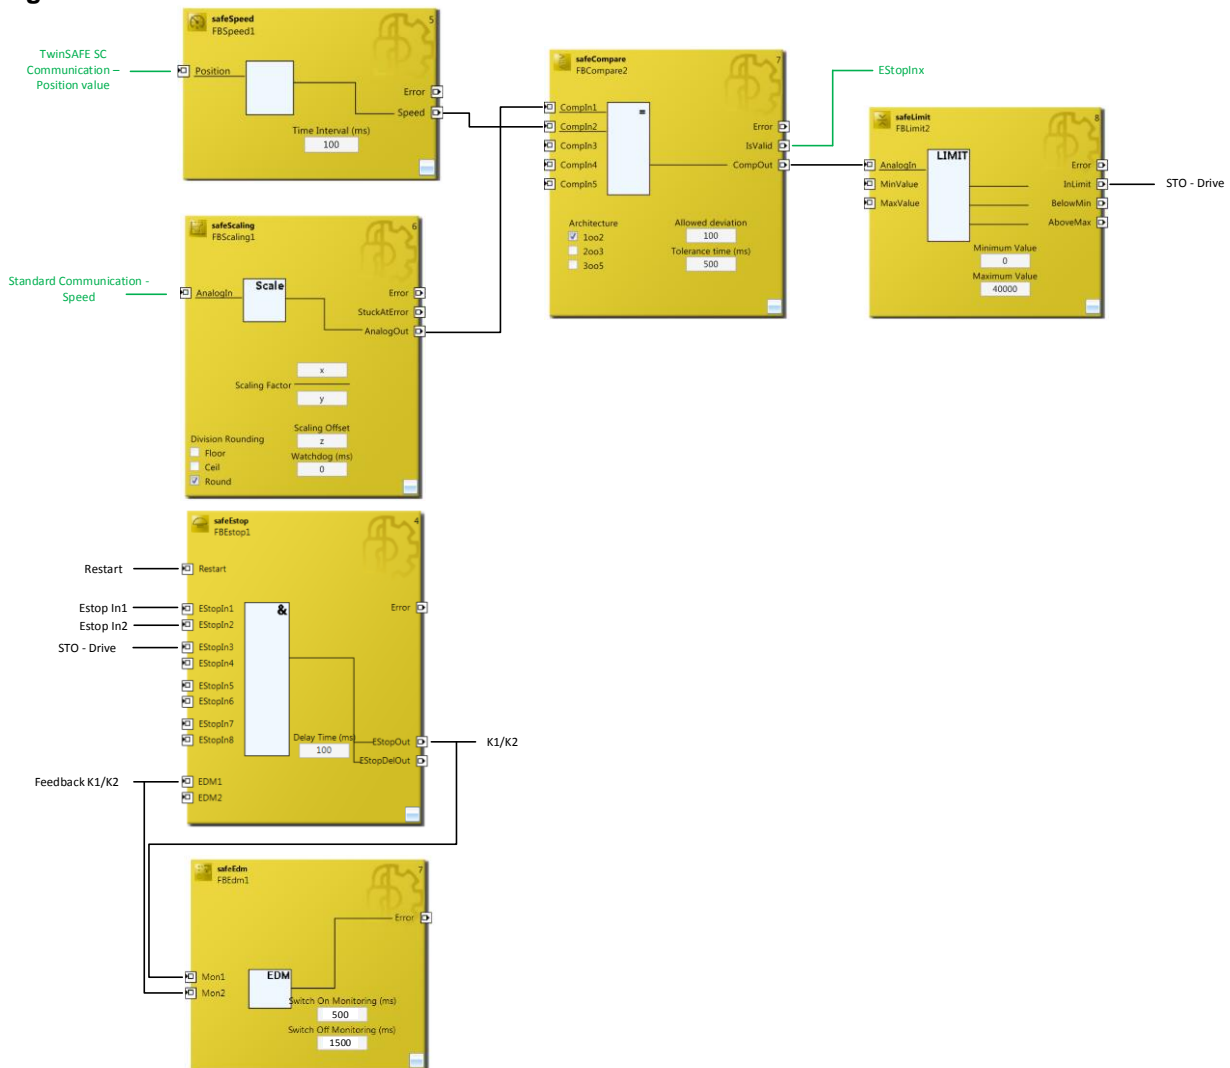 g
safeSpeed
FBSpeed1
5
TwinSAFE SC
Communication –
Position value
Position
Error
Speed
Time Interval (ms)
100
safeCompare
FBCompare2
7
CompIn1
CompIn2
CompIn3
CompIn4
CompIn5
=
Error
IsValid
CompOut
Architecture
1oo2
2oo3
3oo5
Allowed deviation
100
Tolerance time (ms)
500
EStopInx
safeLimit
FBLimit2
8
AnalogIn
MinValue
MaxValue
LIMIT
Error
InLimit
BelowMin
AboveMax
Minimum Value
0
Maximum Value
40000
STO - Drive
safeScaling
FBScaling1
6
Standard Communication -
Speed
AnalogIn
Scale
Error
StuckAtError
AnalogOut
Scaling Factor
x
y
Scaling Offset
z
Watchdog (ms)
0
Division Rounding
Floor
Ceil
Round
safeEstop
FBEstop1
4
Restart
Restart
Estop In1
EStopIn1
Estop In2
EStopIn2
STO - Drive
EStopIn3
EStopIn4
EStopIn5
EStopIn6
EStopIn7
EStopIn8
&
Error
Delay Time (ms)
100
EStopOut
EStopDelOut
K1/K2
Feedback K1/K2
EDM1
EDM2
safeEdm
FBEdm1
7
Error
Mon1
Mon2
EDM
Switch On Monitoring (ms)
500
Switch Off Monitoring (ms)
1500